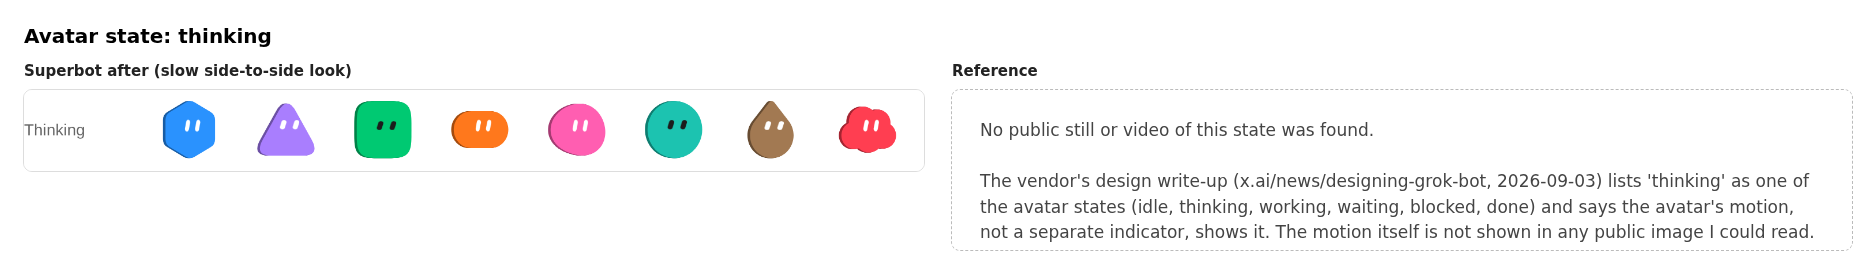 Avatar state: thinking
Superbot after (slow side-to-side look)
Thinking
Reference
No public still or video of this state was found.
The vendor's design write-up (x.ai/news/designing-grok-bot, 2026-09-03) lists 'thinking' as one of
the avatar states (idle, thinking, working, waiting, blocked, done) and says the avatar's motion,
not a separate indicator, shows it. The motion itself is not shown in any public image I could read.